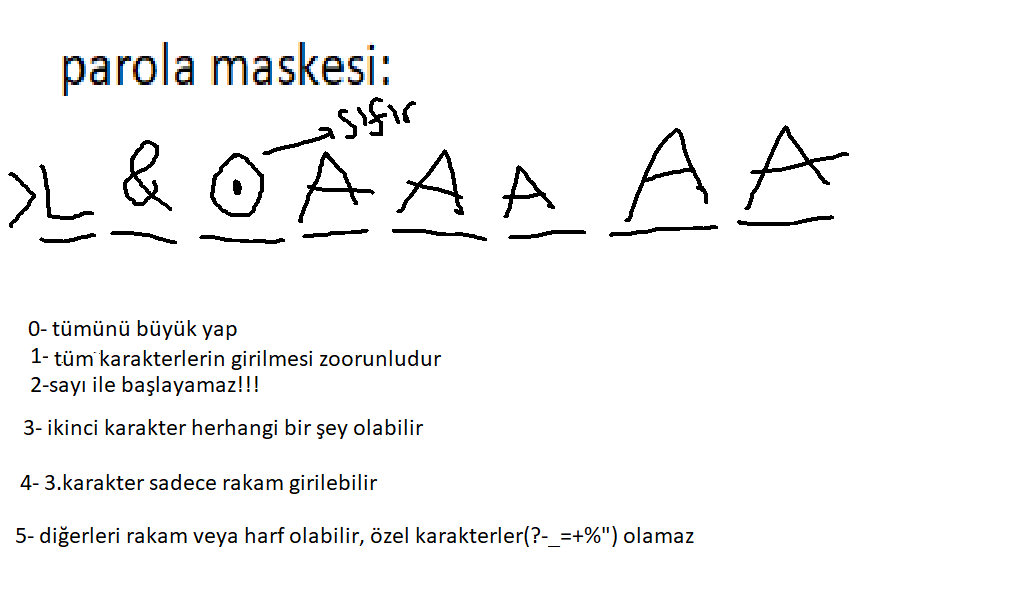 parola maskesi:
sıfır
>L & 0 A A A A A
0- tümünü büyük yap
1- tüm karakterlerin girilmesi zoorunludur
2-sayı ile başlayamaz!!!
3- ikinci karakter herhangi bir şey olabilir
4- 3.karakter sadece rakam girilebilir
5- diğerleri rakam veya harf olabilir, özel karakterler(?-_=+%") olamaz